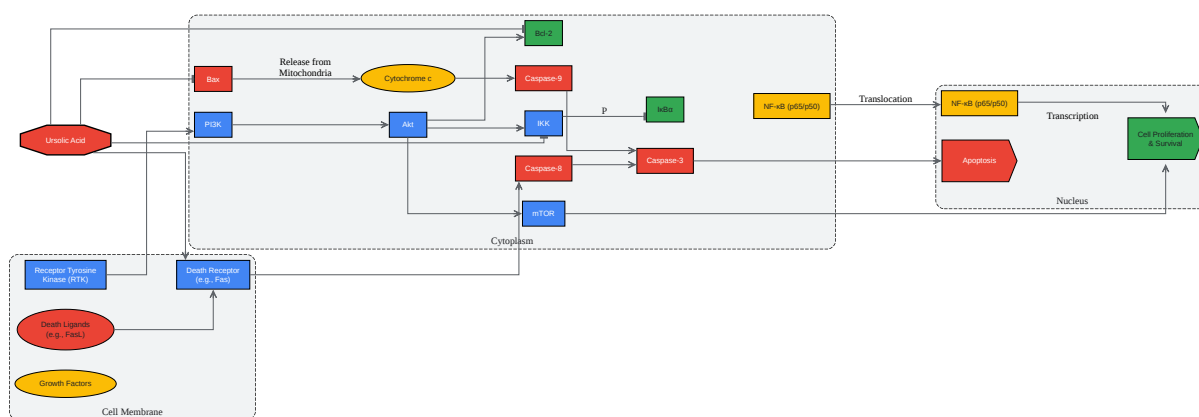 Bcl-2
Release from
Mitochondria
Bax
Cytochrome c
Caspase-9
NF-κB (p65/p50)
Translocation
NF-κB (p65/p50)
Transcription
P
IκBα
PI3K
Akt
IKK
Ursolic Acid
Cell Proliferation
& Survival
Caspase-8
Caspase-3
Apoptosis
mTOR
Nucleus
Cytoplasm
Receptor Tyrosine
Kinase (RTK)
Death Receptor
(e.g., Fas)
Death Ligands
(e.g., FasL)
Growth Factors
Cell Membrane